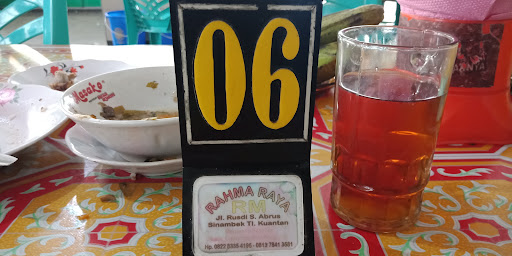 Masako
06
RAHMA RAYA
RM
Jl. Rusdi S. Abrus
Sinambek Tl. Kuantan